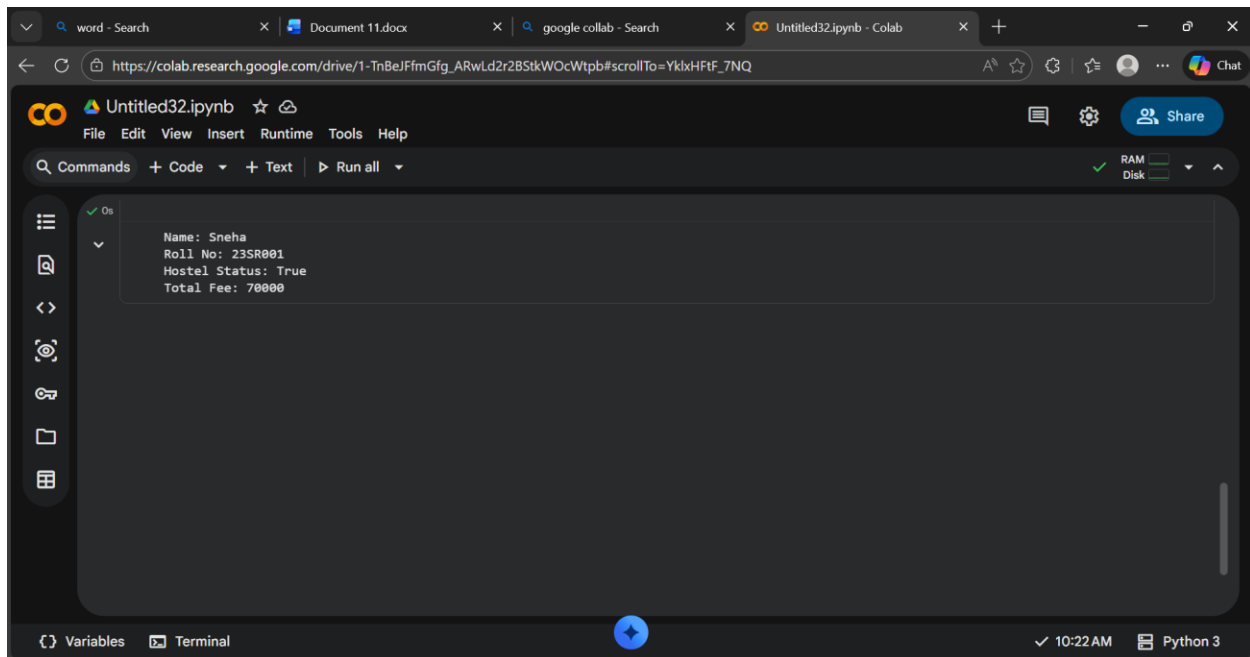 word - Search
Document 11.docx
google collab - Search
Untitled32.ipynb - Colab
https://colab.research.google.com/drive/1-TnBeJFfmGfg_ARwLd2r2BStkWOcWtpb#scrollTo=YklxHFtF_7NQ
Chat
Untitled32.ipynb
File Edit View Insert Runtime Tools Help
Share
Commands + Code + Text Run all
RAM
Disk
0s
Name: Sneha
Roll No: 23SR001
Hostel Status: True
Total Fee: 70000
Variables Terminal
10:22 AM Python 3